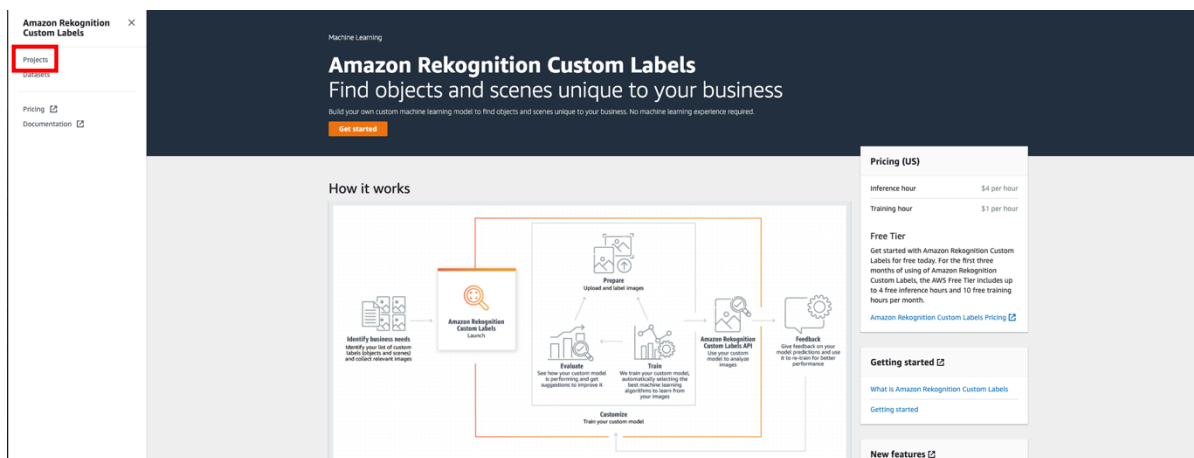 Amazon Rekognition
Custom Labels
Projects
Datasets
Pricing
Documentation
Machine Learning
Amazon Rekognition Custom Labels
Find objects and scenes unique to your business
Build your own custom machine learning model to find objects and scenes unique to your business. No machine learning experience required.
Get started
How it works
Identify business needs
Identify your list of custom
labels (objects and scenes)
and collect relevant images
Amazon Rekognition
Custom Labels
Launch
Prepare
Upload and label images
Evaluate
See how your custom model
is performing and get
suggestions to improve it
Train
We train your custom model,
automatically selecting the
best machine learning
algorithms to learn from
your images
Customize
Train your custom model
Amazon Rekognition
Custom Labels API
Use your custom
model to analyze
images
Feedback
Give feedback on your
model predictions and use
it to re-train for better
performance
Pricing (US)
Inference hour $4 per hour
Training hour $1 per hour
Free Tier
Get started with Amazon Rekognition Custom
Labels for free today. For the first three
months of using of Amazon Rekognition
Custom Labels, the AWS Free Tier includes up
to 4 free inference hours and 10 free training
hours per month.
Amazon Rekognition Custom Labels Pricing
Getting started
What is Amazon Rekognition Custom Labels
Getting started
New features